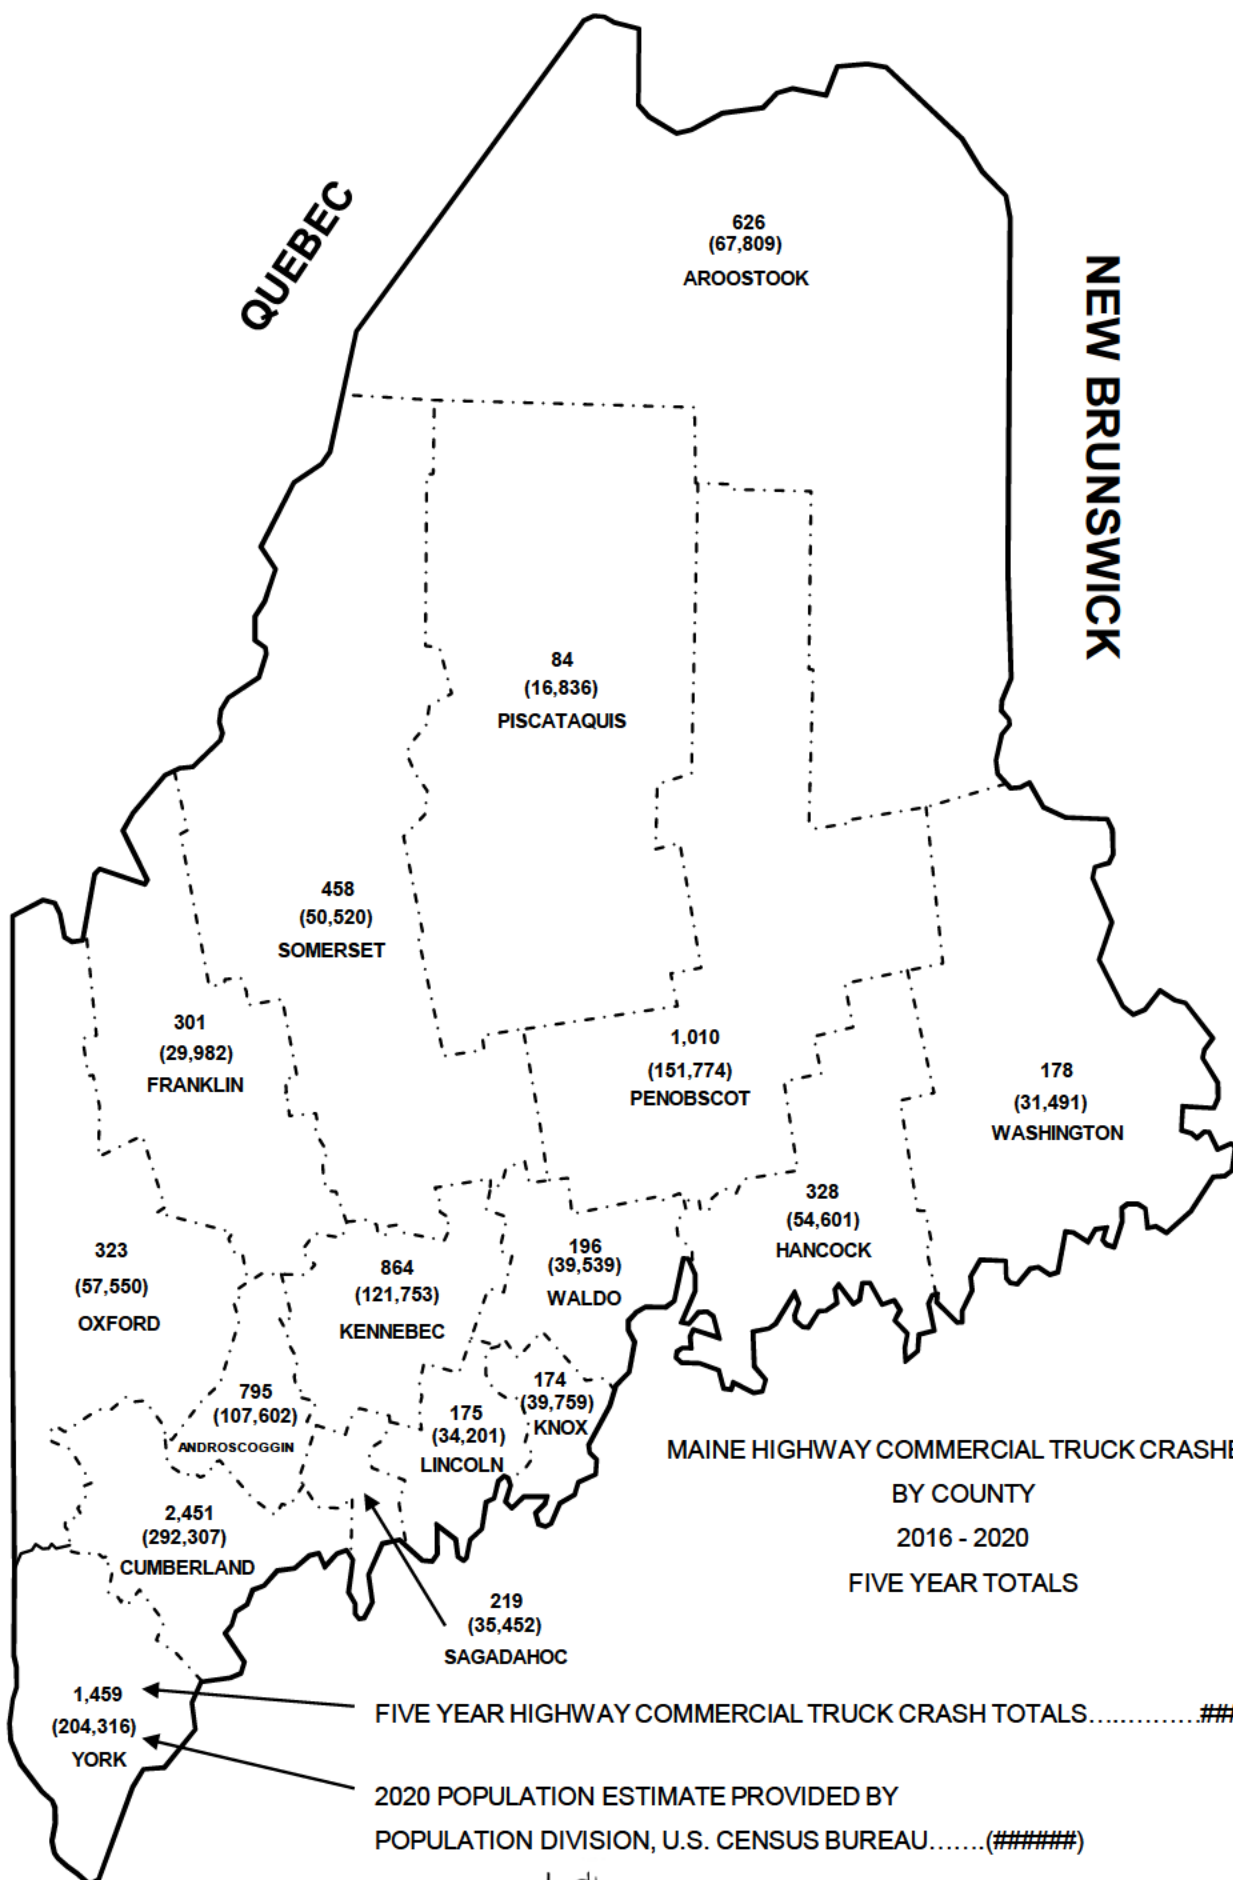 QUEBEC
NEW BRUNSWICK
626
(67,809)
AROOSTOOK
84
(16,836)
PISCATAQUIS
458
(50,520)
SOMERSET
301
(29,982)
FRANKLIN
1,010
(151,774)
PENOBSCOT
178
(31,491)
WASHINGTON
328
(54,601)
HANCOCK
323
(57,550)
OXFORD
864
(121,753)
KENNEBEC
196
(39,539)
WALDO
795
(107,602)
ANDROSCOGGIN
175
(34,201)
LINCOLN
174
(39,759)
KNOX
2,451
(292,307)
CUMBERLAND
219
(35,452)
SAGADAHOC
1,459
(204,316)
YORK
MAINE HIGHWAY COMMERCIAL TRUCK CRASHE
BY COUNTY
2016 - 2020
FIVE YEAR TOTALS
FIVE YEAR HIGHWAY COMMERCIAL TRUCK CRASH TOTALS..............##
2020 POPULATION ESTIMATE PROVIDED BY
POPULATION DIVISION, U.S. CENSUS BUREAU.......(######)